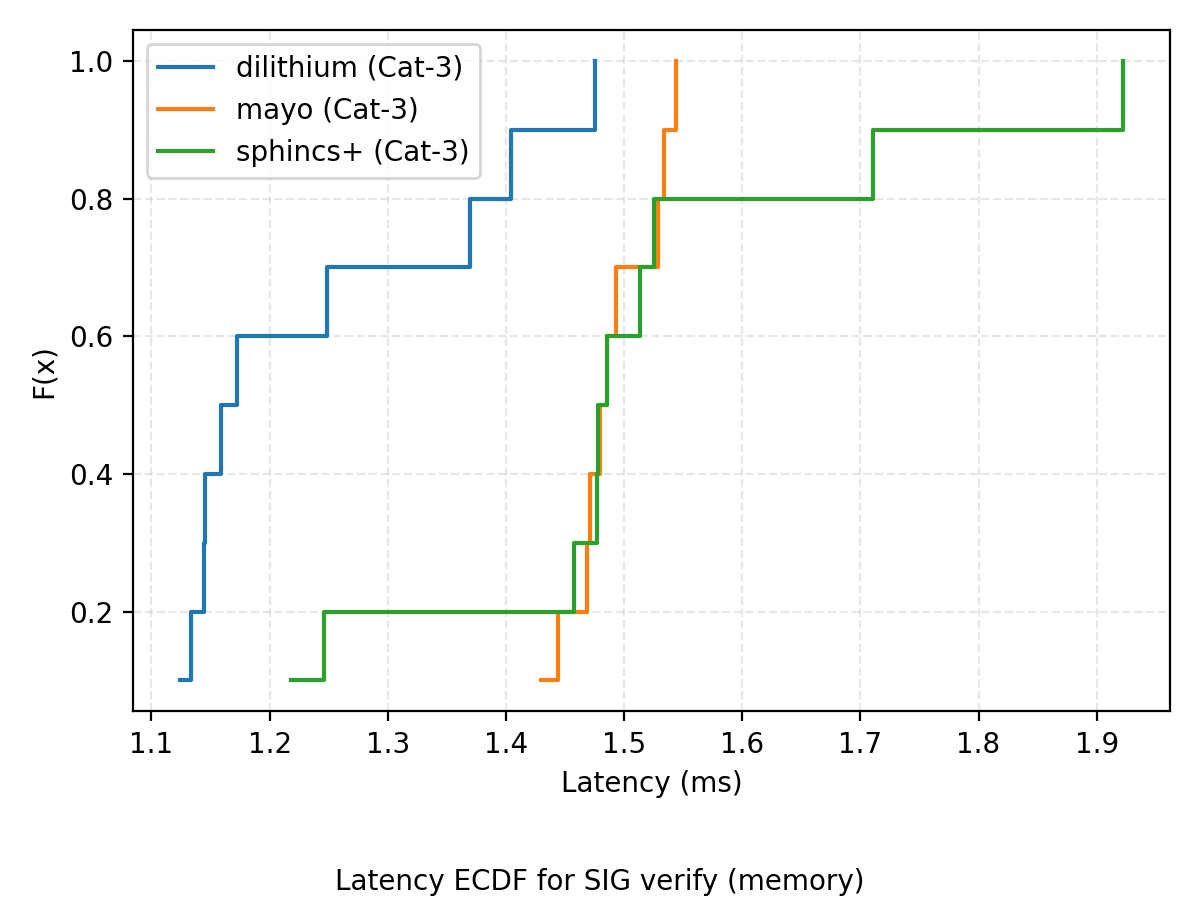 dilithium (Cat-3)
mayo (Cat-3)
sphincs+ (Cat-3)
F(x)
1.0
0.8
0.6
0.4
0.2
1.1 1.2 1.3 1.4 1.5 1.6 1.7 1.8 1.9
Latency (ms)
Latency ECDF for SIG verify (memory)